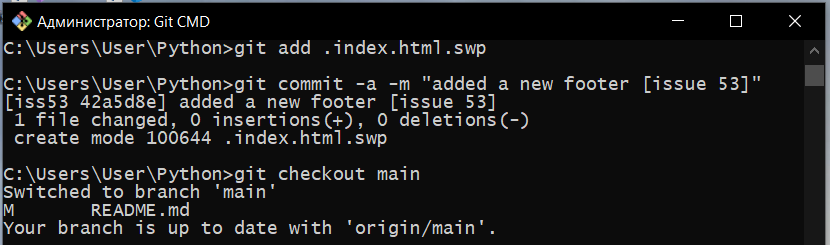 Администратор: Git CMD
C:\Users\User\Python>git add .index.html.swp
C:\Users\User\Python>git commit -a -m "added a new footer [issue 53]"
[iss53 42a5d8e] added a new footer [issue 53]
 1 file changed, 0 insertions(+), 0 deletions(-)
 create mode 100644 .index.html.swp
C:\Users\User\Python>git checkout main
Switched to branch 'main'
M       README.md
Your branch is up to date with 'origin/main'.